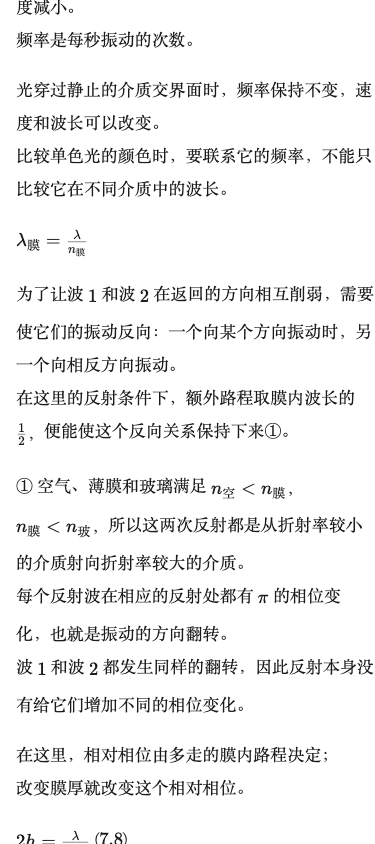 度减小。
频率是每秒振动的次数。
光穿过静止的介质交界面时，频率保持不变，速
度和波长可以改变。
比较单色光的颜色时，要联系它的频率，不能只
比较它在不同介质中的波长。
λ膜 = λ/n膜
为了让波 1 和波 2 在返回的方向相互削弱，需要
使它们的振动反向：一个向某个方向振动时，另
一个向相反方向振动。
在这里的反射条件下，额外路程取膜内波长的
1/2，便能使这个反向关系保持下来①。
① 空气、薄膜和玻璃满足 n空 < n膜，
n膜 < n玻，所以这两次反射都是从折射率较小
的介质射向折射率较大的介质。
每个反射波在相应的反射处都有 π 的相位变
化，也就是振动的方向翻转。
波 1 和波 2 都发生同样的翻转，因此反射本身没
有给它们增加不同的相位变化。
在这里，相对相位由多走的膜内路程决定；
改变膜厚就改变这个相对相位。
2h = λ (7.8)